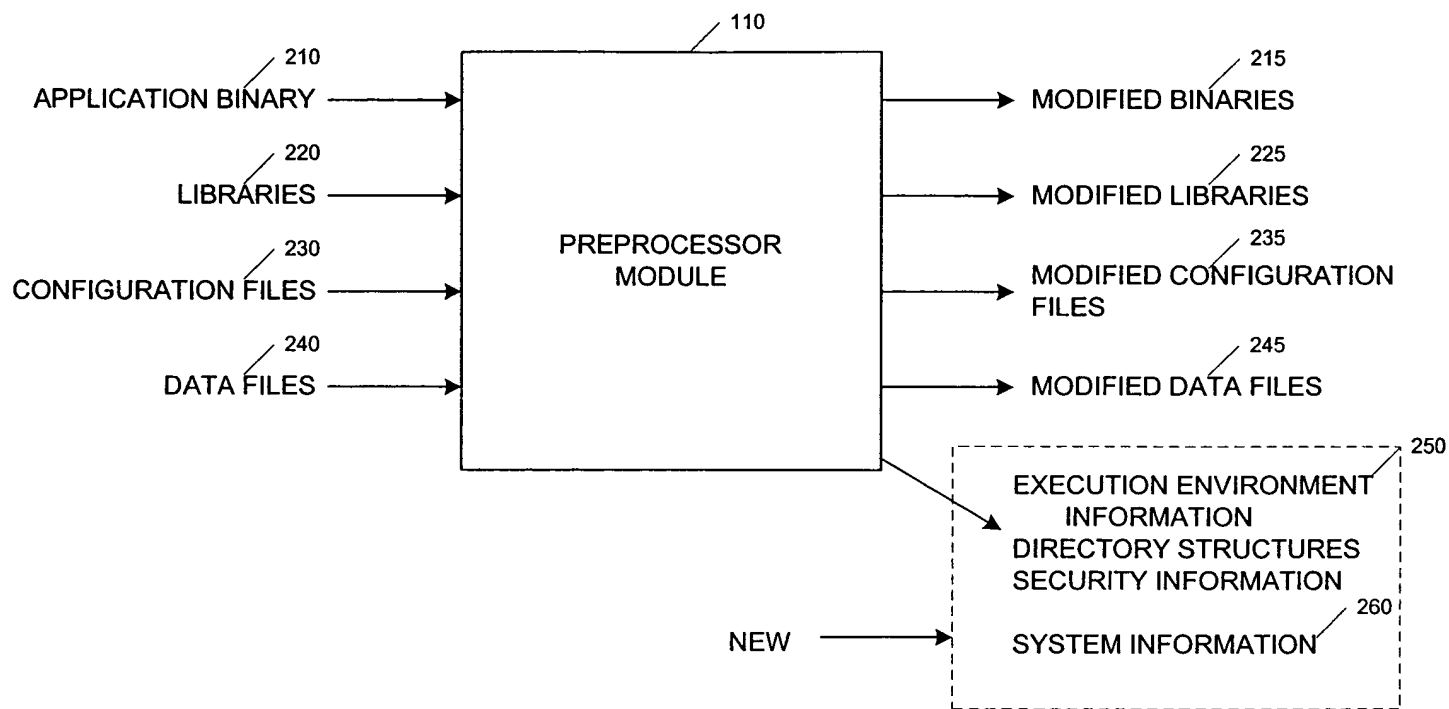 110
210
APPLICATION BINARY
215
MODIFIED BINARIES
220
LIBRARIES
225
MODIFIED LIBRARIES
PREPROCESSOR
MODULE
230
CONFIGURATION FILES
235
MODIFIED CONFIGURATION
FILES
240
DATA FILES
245
MODIFIED DATA FILES
250
EXECUTION ENVIRONMENT
INFORMATION
DIRECTORY STRUCTURES
SECURITY INFORMATION
260
NEW
SYSTEM INFORMATION